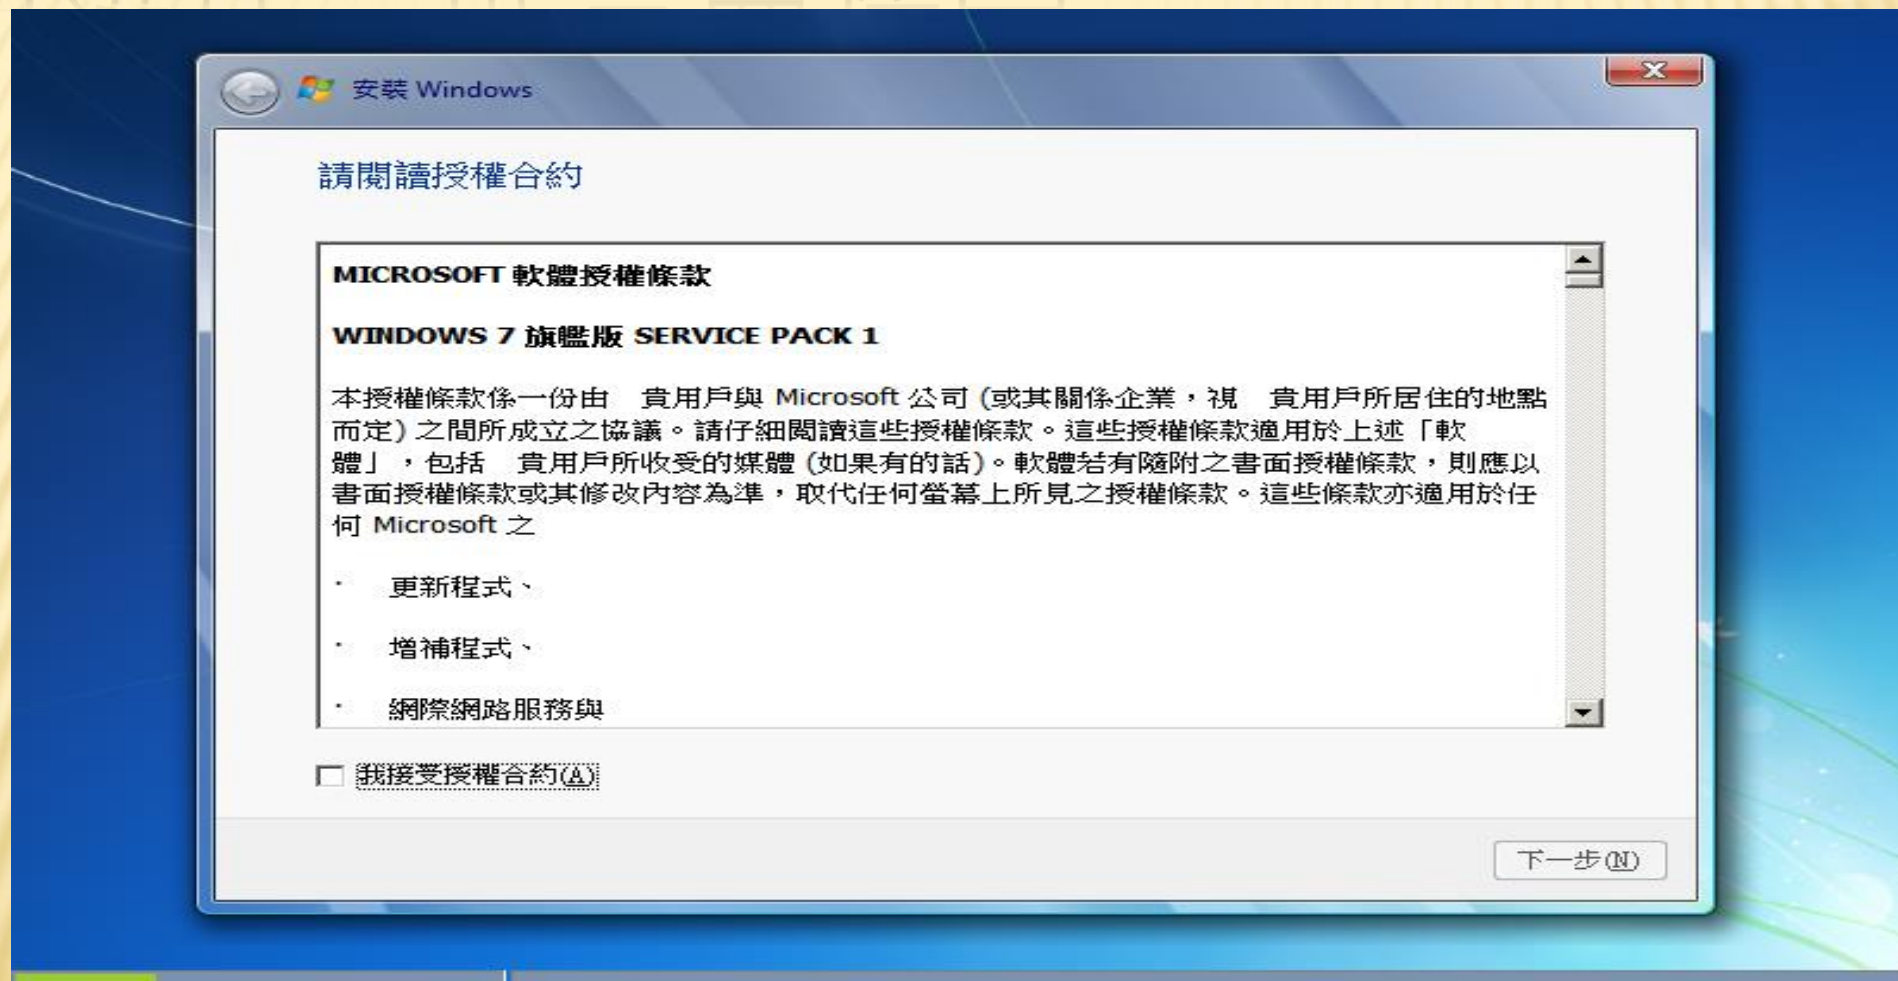 安裝 Windows
請閱讀授權合約
MICROSOFT 軟體授權條款
WINDOWS 7 旗艦版 SERVICE PACK 1
本授權條款係一份由　貴用戶與 Microsoft 公司 (或其關係企業，視　貴用戶所居住的地點
而定) 之間所成立之協議。請仔細閱讀這些授權條款。這些授權條款適用於上述「軟
體」，包括　貴用戶所收受的媒體 (如果有的話)。軟體若有隨附之書面授權條款，則應以
書面授權條款或其修改內容為準，取代任何螢幕上所見之授權條款。這些條款亦適用於任
何 Microsoft 之
· 更新程式、
· 增補程式、
· 網際網路服務與
我接受授權合約(A)
下一步(N)